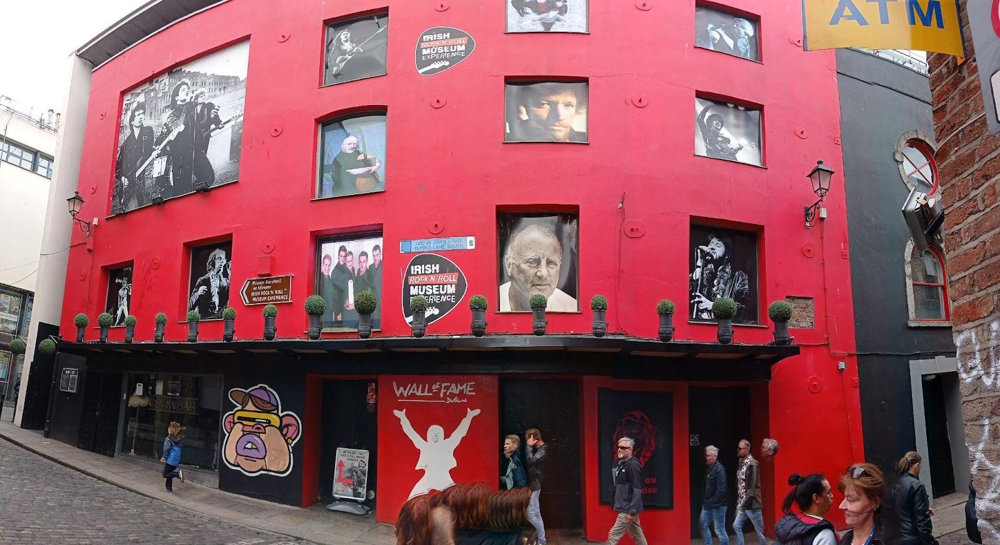 ATM
IRISH
ROCK'N'ROLL
MUSEUM
EXPERIENCE
TEMPLE LANE SOUTH
IRISH
ROCK'N'ROLL
MUSEUM
EXPERIENCE
IRISH ROCK 'N' ROLL
MUSEUM EXPERIENCE
WALL OF FAME
Dublin
ON